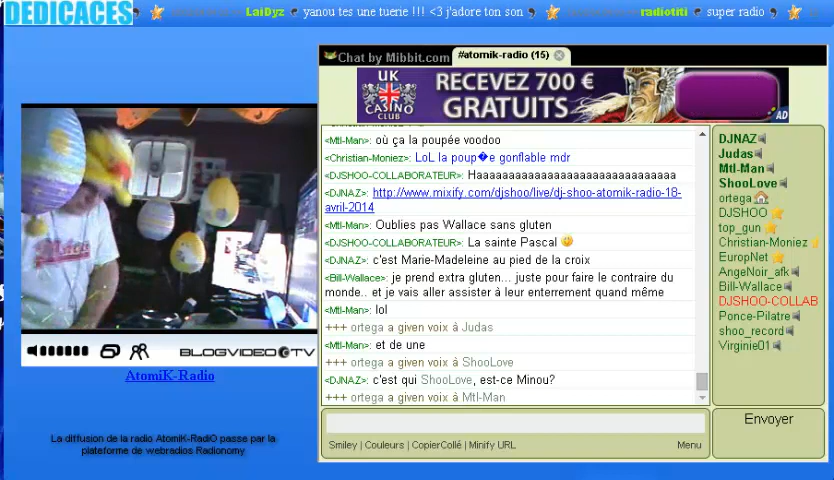 DEDICACES
LaiDyz yanou tes une tuerie !!! <3 j'adore ton son
radiotiti super radio
Chat by Mibbit.com
#atomik-radio (15)
UK
CASINO
CLUB
RECEVEZ 700 €
GRATUITS
AD
<Mtl-Man>: où ça la poupée voodoo
<Christian-Moniez>: LoL la poup�e gonflable mdr
<DJSHOO-COLLABORATEUR>: Haaaaaaaaaaaaaaaaaaaaaaaaaaaaaa
<DJNAZ>: http://www.mixify.com/djshoo/live/dj-shoo-atomik-radio-18-
avril-2014
<Mtl-Man>: Oublies pas Wallace sans gluten
<DJSHOO-COLLABORATEUR>: La sainte Pascal
<DJNAZ>: c'est Marie-Madeleine au pied de la croix
<Bill-Wallace>: je prend extra gluten... juste pour faire le contraire du
monde.. et je vais aller assister à leur enterrement quand même
<Mtl-Man>: lol
+++ ortega a given voix à Judas
<Mtl-Man>: et de une
+++ ortega a given voix à ShooLove
<DJNAZ>: c'est qui ShooLove, est-ce Minou?
+++ ortega a given voix à Mtl-Man
DJNAZ
Judas
Mtl-Man
ShooLove
ortega
DJSHOO
top_gun
Christian-Moniez
EuropNet
AngeNoir_afk
Bill-Wallace
DJSHOO-COLLAB
Ponce-Pilatre
shoo_record
Virginie01
Envoyer
Smiley | Couleurs | CopierCollé | Minify URL
Menu
BLOGVIDEO TV
AtomiK-Radio
La diffusion de la radio AtomiK-RadiO passe par la
plateforme de webradios Radionomy